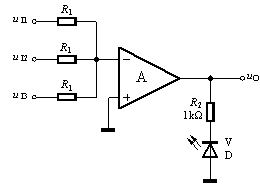 uI1 R1
uI2 R1
uI3 R1
− A uO
+
R2
1kΩ
V
D